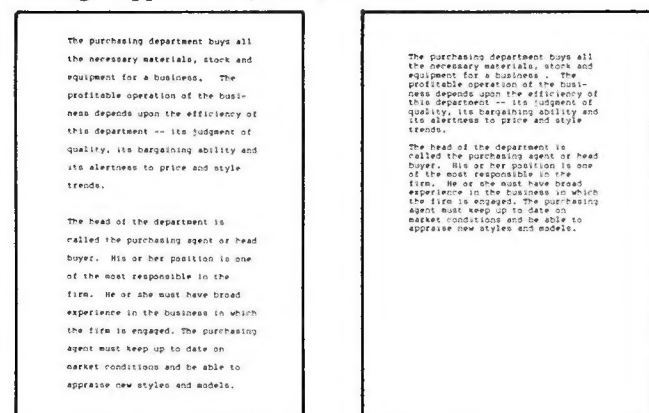 The purchasing department buys all
the necessary materials, stock and
equipment for a business. The
profitable operation of the busi-
ness depends upon the efficiency of
this department -- its judgment of
quality, its bargaining ability and
its alertness to price and style
trends.
The head of the department is
called the purchasing agent or head
buyer. His or her position is one
of the most responsible in the
firm. He or she must have broad
experience in the business in which
the firm is engaged. The purchasing
agent must keep up to date on
market conditions and be able to
appraise new styles and models.
The purchasing department buys all
the necessary materials, stock and
equipment for a business . The
profitable operation of the busi-
ness depends upon the efficiency of
this department -- its judgment of
quality, its bargaining ability and
its alertness to price and style
trends.
The head of the department is
called the purchasing agent or head
buyer. His or her position is one
of the most responsible in the
firm. He or she must have broad
experience in the business in which
the firm is engaged. The purchasing
agent must keep up to date on
market conditions and be able to
appraise new styles and models.